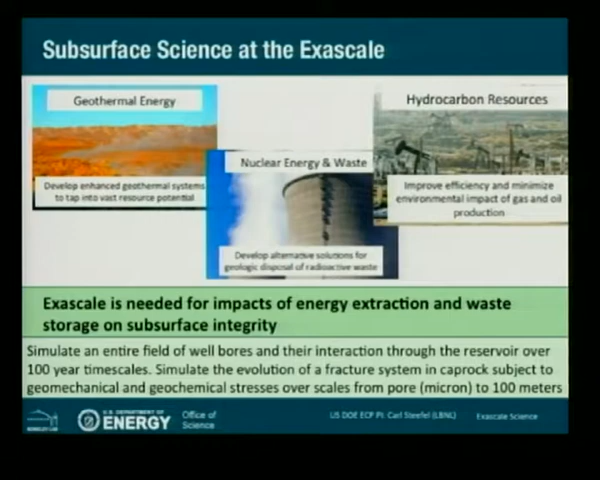 Subsurface Science at the Exascale
Geothermal Energy
Develop enhanced geothermal systems
to tap into vast resource potential
Nuclear Energy & Waste
Develop alternative solutions for
geologic disposal of radioactive waste
Hydrocarbon Resources
Improve efficiency and minimize
environmental impact of gas and oil
production
Exascale is needed for impacts of energy extraction and waste
storage on subsurface integrity
Simulate an entire field of well bores and their interaction through the reservoir over
100 year timescales. Simulate the evolution of a fracture system in caprock subject to
geomechanical and geochemical stresses over scales from pore (micron) to 100 meters
BERKELEY LAB
U.S. DEPARTMENT OF
ENERGY
Office of
Science
US DOE ECP PI: Carl Steefel (LBNL)
Exascale Science